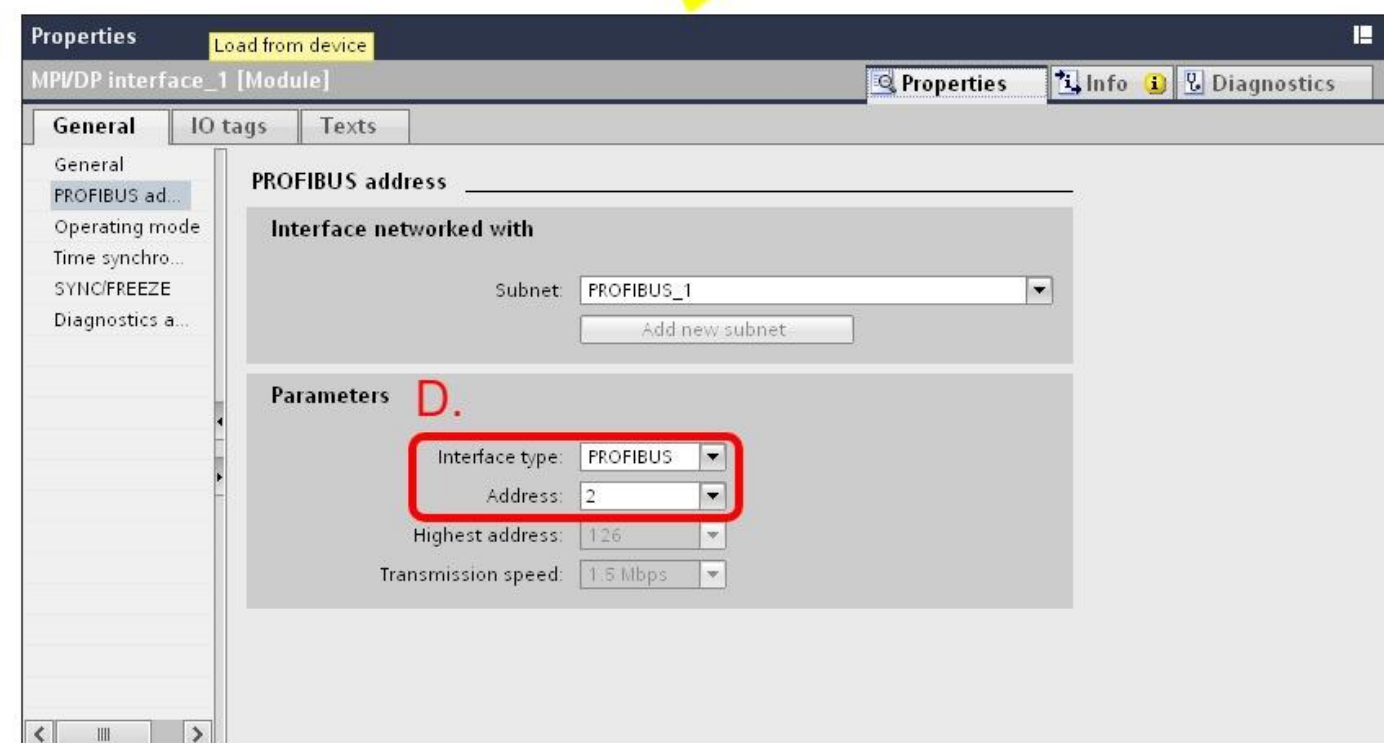 Properties
Load from device
MPI/DP interface_1 [Module]
Properties Info Diagnostics
General IO tags Texts
General
PROFIBUS ad...
Operating mode
Time synchro...
SYNC/FREEZE
Diagnostics a...
PROFIBUS address
Interface networked with
Subnet: PROFIBUS_1
Add new subnet
Parameters D.
Interface type: PROFIBUS
Address: 2
Highest address: 126
Transmission speed: 1.5 Mbps